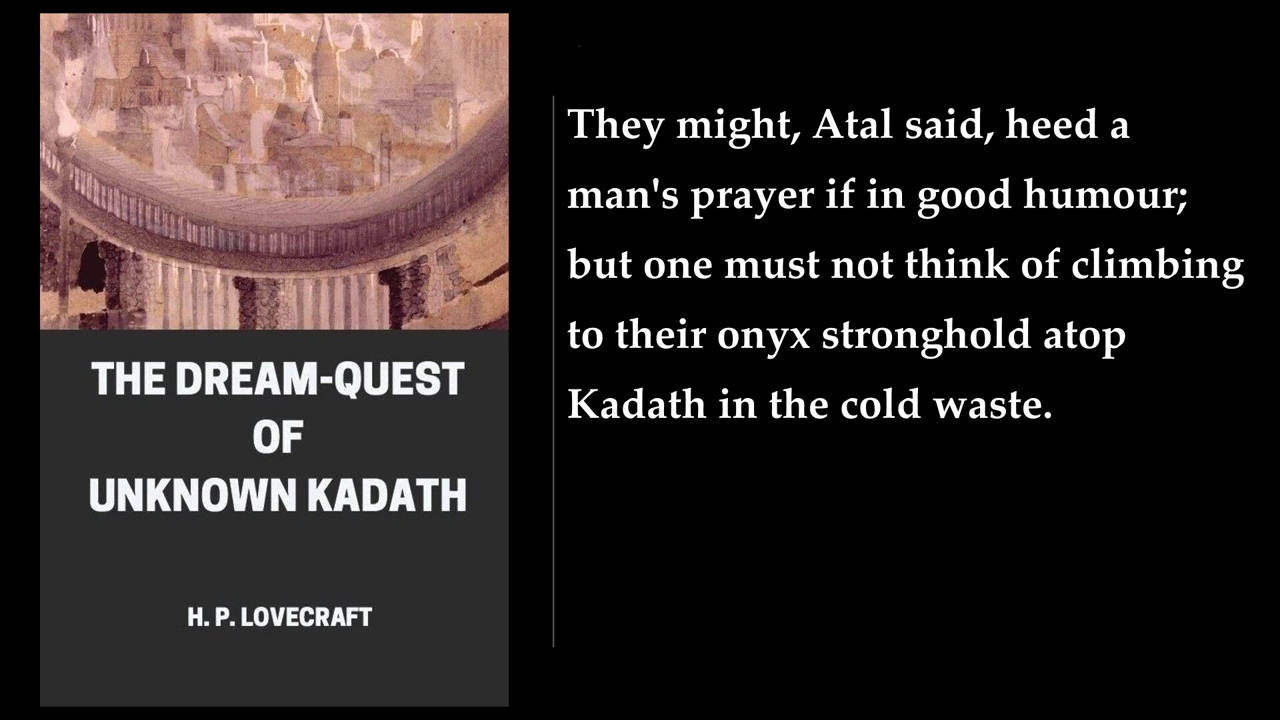 THE DREAM-QUEST
OF
UNKNOWN KADATH
H. P. LOVECRAFT
They might, Atal said, heed a
man's prayer if in good humour;
but one must not think of climbing
to their onyx stronghold atop
Kadath in the cold waste.